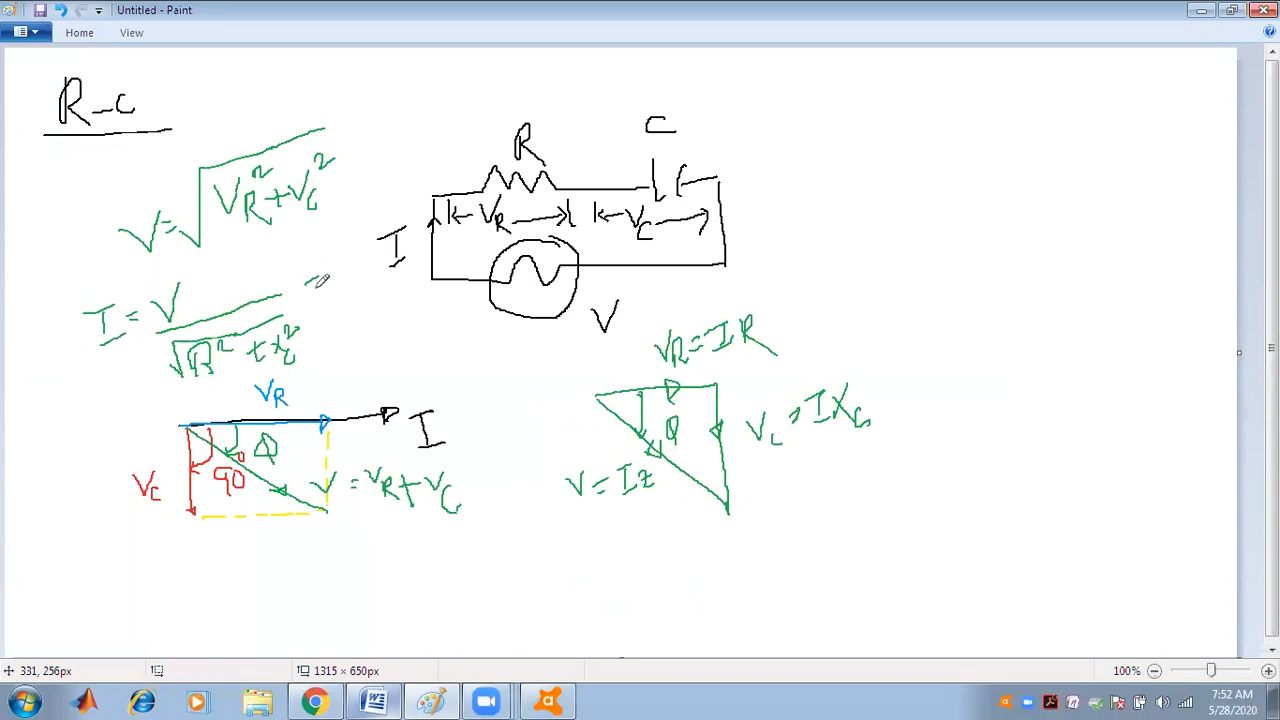 Untitled - Paint
Home View
R-C
V = √VR² + VC²
I = V / √R² + XC²
R
C
VR
VC
I
V
VR
I
φ
90°
VC
V = VR + VC
VR = IR
φ
VC = IXC
V = IZ
331, 256px
1315 × 650px
100%
7:52 AM
5/28/2020